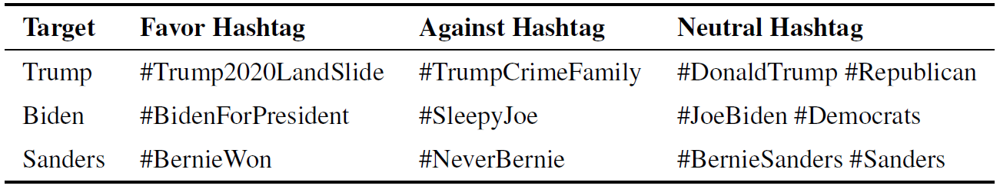 Target Favor Hashtag Against Hashtag Neutral Hashtag
Trump #Trump2020LandSlide #TrumpCrimeFamily #DonaldTrump #Republican
Biden #BidenForPresident #SleepyJoe #JoeBiden #Democrats
Sanders #BernieWon #NeverBernie #BernieSanders #Sanders